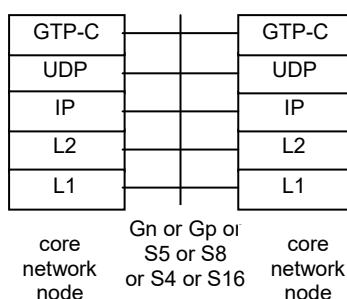 GTP-C
GTP-C
UDP
UDP
IP
IP
L2
L2
L1
L1
Gn or Gp or
S5 or S8
or S4 or S16
core
network
node
core
network
node